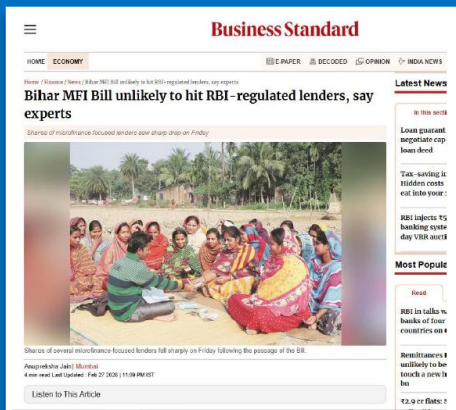 Business Standard
HOME ECONOMY E-PAPER DECODED OPINION INDIA NEWS
Home / Finance / News / Bihar MFI Bill unlikely to hit RBI-regulated lenders, say experts
Bihar MFI Bill unlikely to hit RBI-regulated lenders, say
experts
Shares of microfinance focused lenders saw sharp drop on Friday
Shares of several microfinance-focused lenders fell sharply on Friday following the passage of the Bill.
Anupreksha Jain| Mumbai
4 min read Last Updated : Feb 27 2026 | 11:09 PM IST
Listen to This Article
Latest News
In this secti
Loan guarant
negotiate cap
loan deed
Tax-saving in
Hidden costs
eat into your
RBI injects ₹5
banking syste
day VRR aucti
Most Popula
Read
RBI in talks w
banks of four
countries on
Remittances
unlikely to be
touch a new h
bn
₹2.9 cr flats: